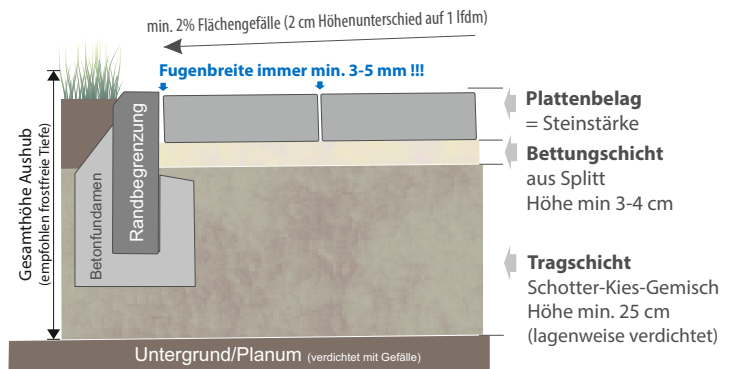 min. 2% Flächengefälle (2 cm Höhenunterschied auf 1 lfdm)
Fugenbreite immer min. 3-5 mm !!!
Gesamthöhe Aushub
(empfohlen frostfreie Tiefe)
Betonfundamen
Randbegrenzung
Plattenbelag
= Steinstärke
Bettungschicht
aus Splitt
Höhe min 3-4 cm
Tragschicht
Schotter-Kies-Gemisch
Höhe min. 25 cm
(lagenweise verdichtet)
Untergrund/Planum (verdichtet mit Gefälle)